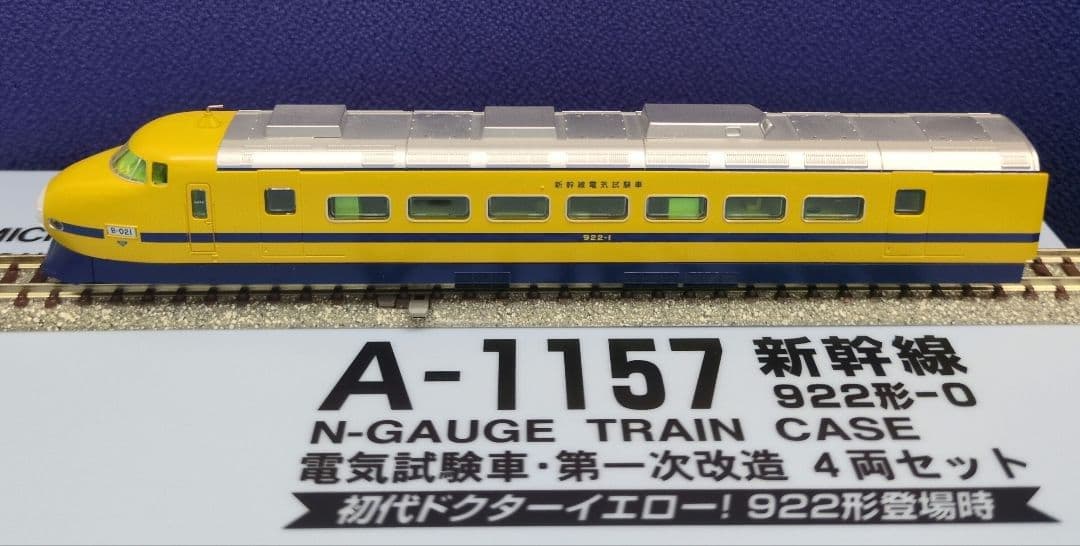 新幹線電気試験車
B-021
922-1
MIC
A-1157 新幹線
922形-0
N-GAUGE TRAIN CASE
電気試験車・第一次改造 4両セット
初代ドクターイエロー！922形登場時